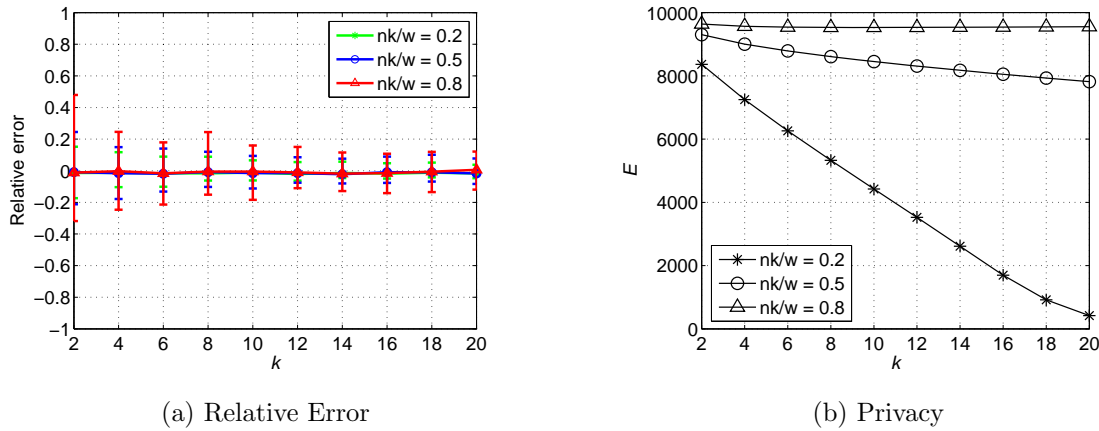 1
0.8
0.6
0.4
0.2
0
−0.2
−0.4
−0.6
−0.8
−1
Relative error
2 4 6 8 10 12 14 16 18 20
k
nk/w = 0.2
nk/w = 0.5
nk/w = 0.8
(a) Relative Error
10000
8000
6000
4000
2000
0
E
2 4 6 8 10 12 14 16 18 20
k
nk/w = 0.2
nk/w = 0.5
nk/w = 0.8
(b) Privacy